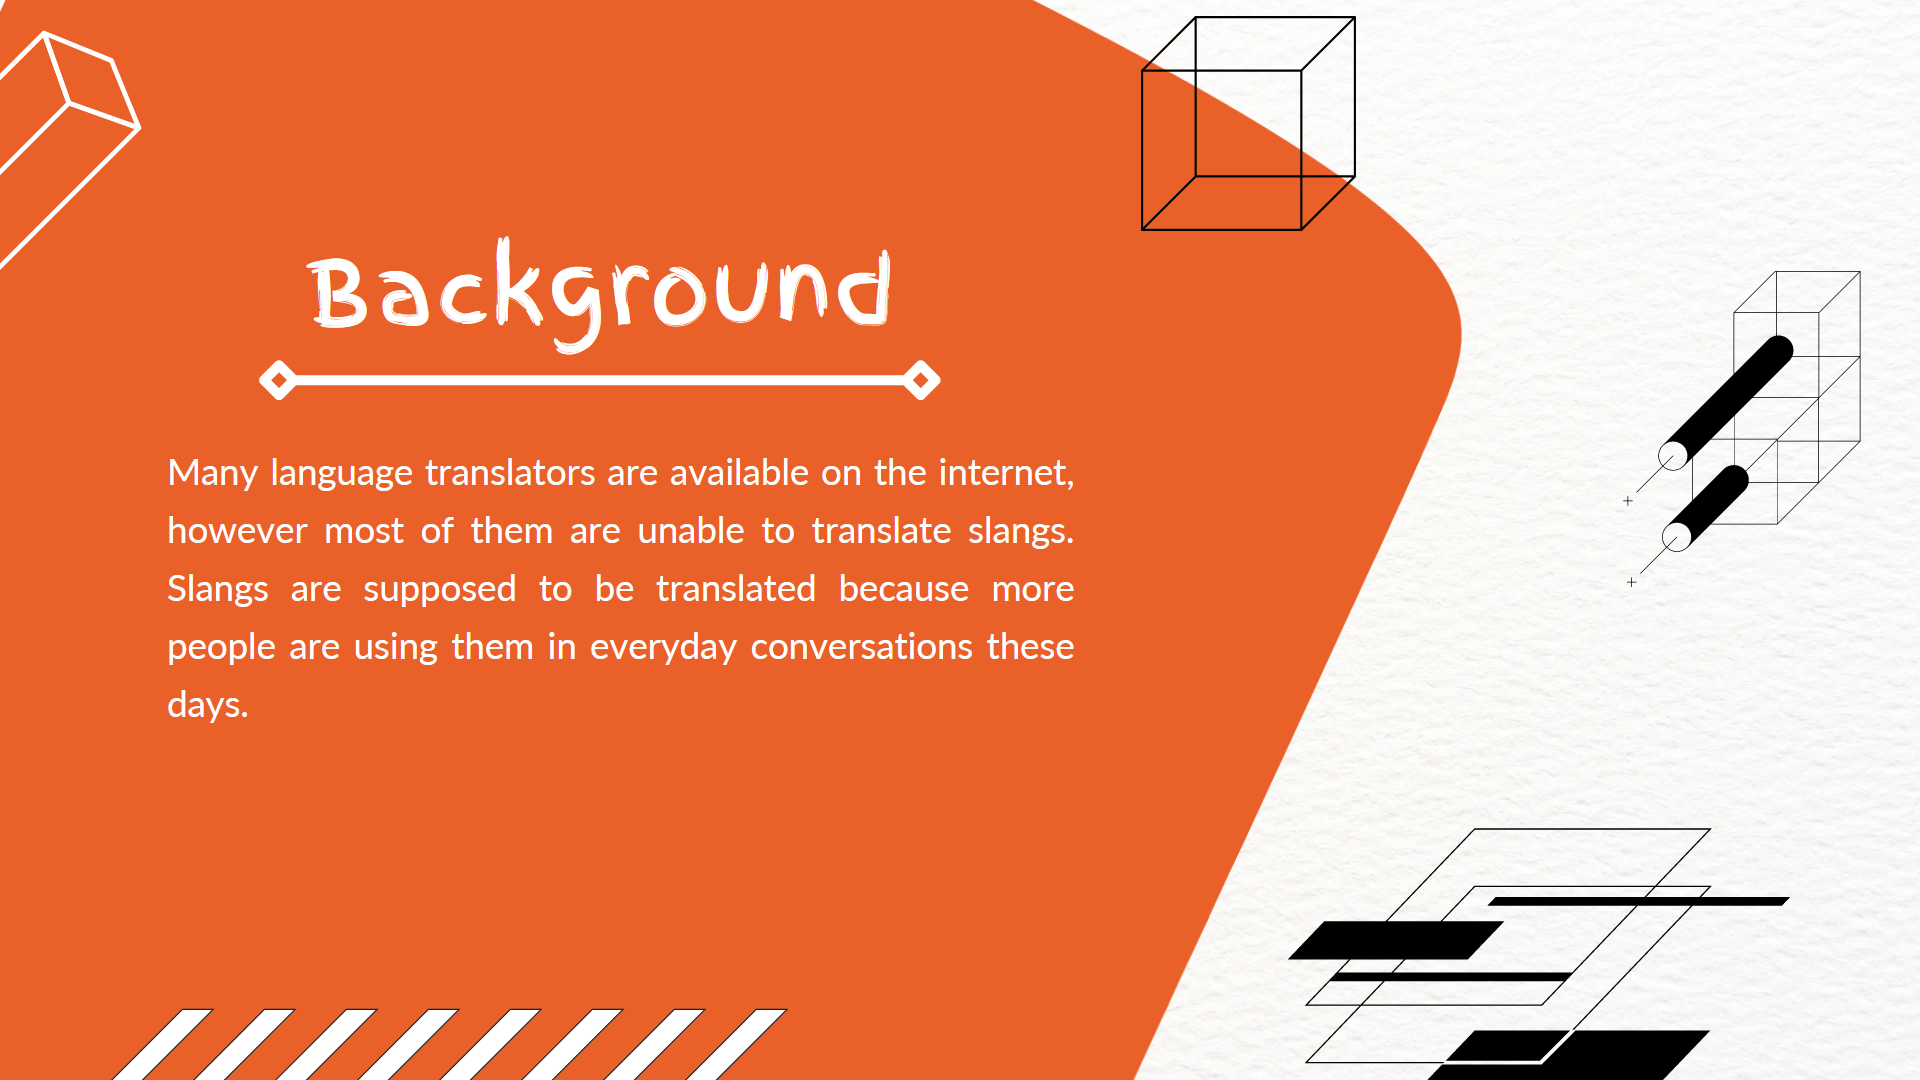 Background
Many language translators are available on the internet,
however most of them are unable to translate slangs.
Slangs are supposed to be translated because more
people are using them in everyday conversations these
days.